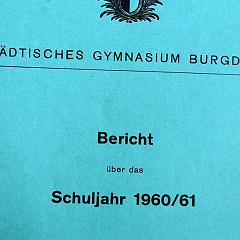 ÄDTISCHES GYMNASIUM BURGD
Bericht
über das
Schuljahr 1960/61